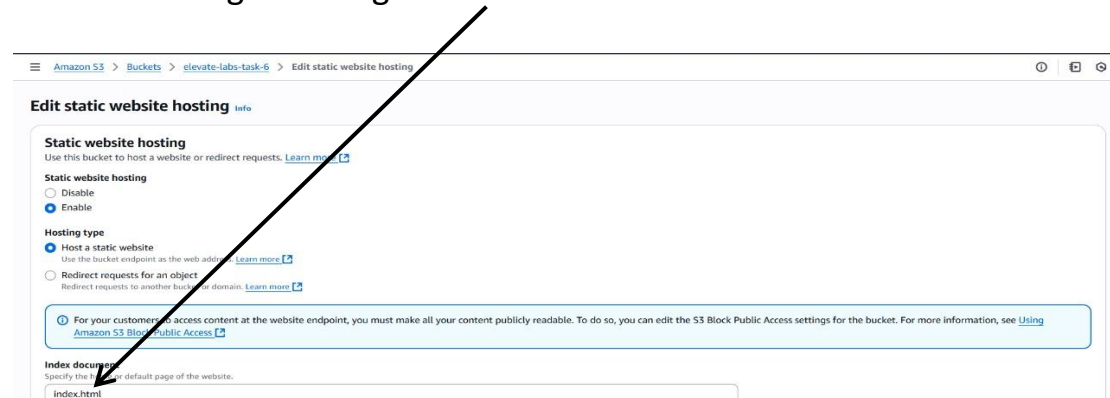 Amazon S3 > Buckets > elevate-labs-task-6 > Edit static website hosting
Edit static website hosting Info
Static website hosting
Use this bucket to host a website or redirect requests. Learn more
Static website hosting
Disable
Enable
Hosting type
Host a static website
Use the bucket endpoint as the web address. Learn more
Redirect requests for an object
Redirect requests to another bucket or domain. Learn more
For your customers to access content at the website endpoint, you must make all your content publicly readable. To do so, you can edit the S3 Block Public Access settings for the bucket. For more information, see Using
Amazon S3 Block Public Access
Index document
Specify the home or default page of the website.
index.html